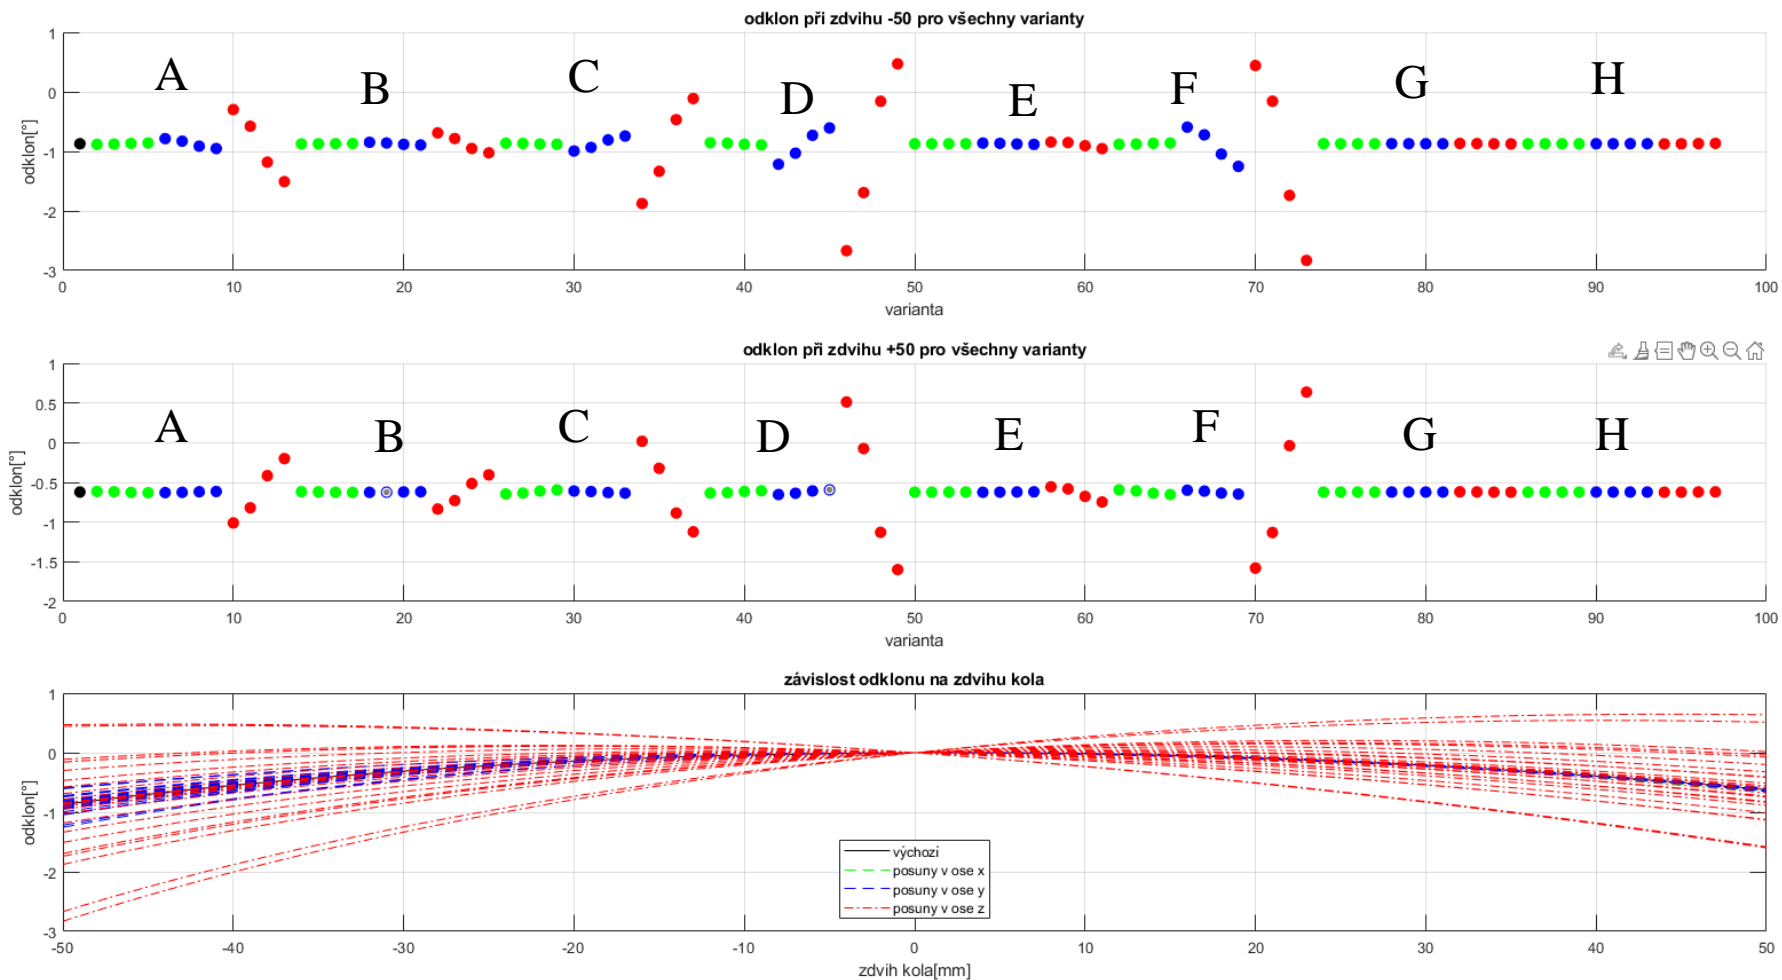 odklon při zdvihu -50 pro všechny varianty
1
0
-1
-2
-3
odklon[°]
A
B
C
D
E
F
G
H
0 10 20 30 40 50 60 70 80 90 100
varianta
odklon při zdvihu +50 pro všechny varianty
1
0.5
0
-0.5
-1
-1.5
-2
odklon[°]
A
B
C
D
E
F
G
H
0 10 20 30 40 50 60 70 80 90 100
varianta
závislost odklonu na zdvihu kola
1
0
-1
-2
-3
odklon[°]
výchozí
posuny v ose x
posuny v ose y
posuny v ose z
-50 -40 -30 -20 -10 0 10 20 30 40 50
zdvih kola[mm]